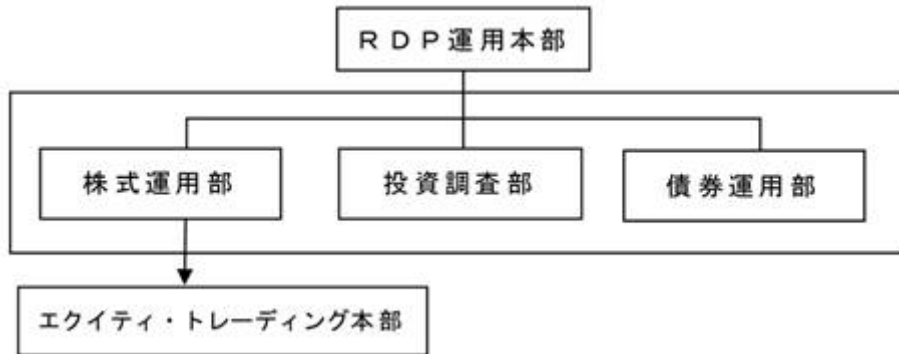 ＲＤＰ運用本部
株式運用部
投資調査部
債券運用部
エクイティ・トレーディング本部